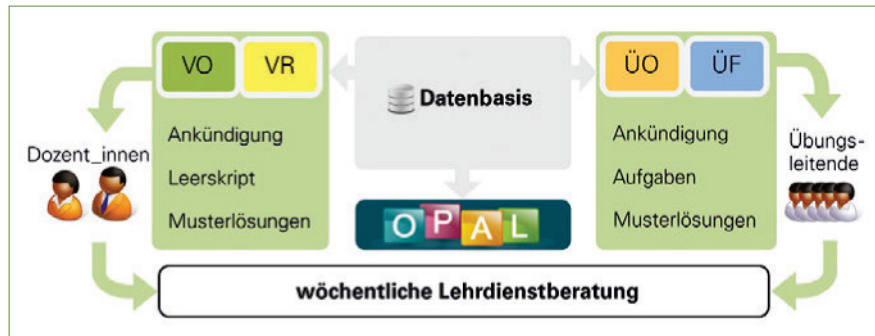 VO VR
Ankündigung
Leerskript
Musterlösungen
Dozent_innen
Datenbasis
OPAL
ÜO ÜF
Ankündigung
Aufgaben
Musterlösungen
Übungs-
leitende
wöchentliche Lehrdienstberatung